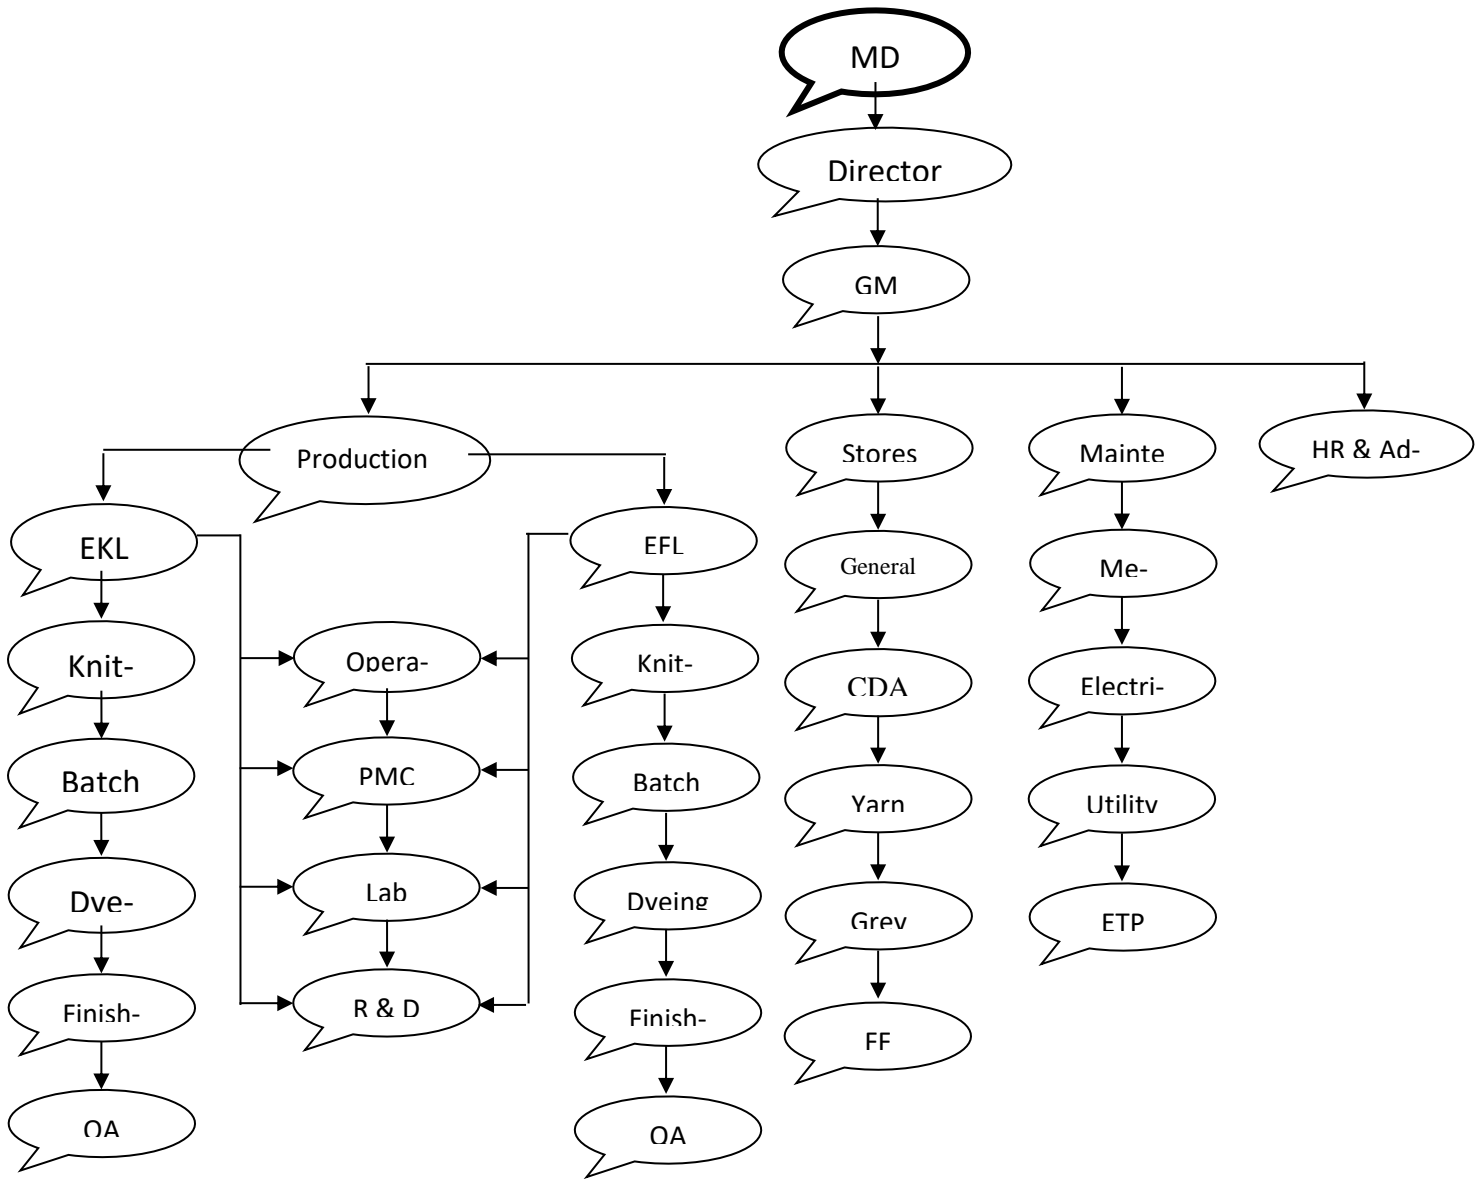 MD
Director
GM
Production
Stores
Mainte
HR & Ad-
EKL
EFL
General
Me-
Knit-
Opera-
Knit-
CDA
Electri-
Batch
PMC
Batch
Yarn
Utility
Dye-
Lab
Dyeing
Grey
ETP
Finish-
R & D
Finish-
FF
QA
QA